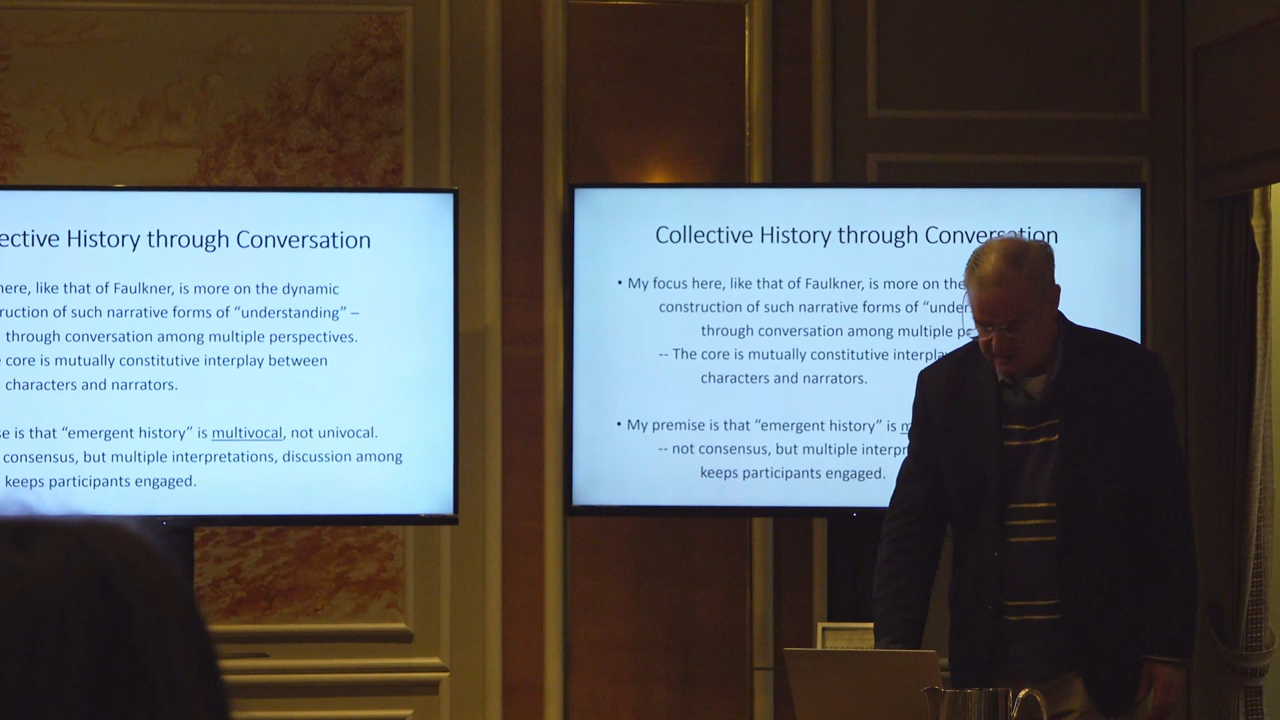 ective History through Conversation
here, like that of Faulkner, is more on the dynamic
ruction of such narrative forms of “understanding” –
through conversation among multiple perspectives.
core is mutually constitutive interplay between
characters and narrators.
se is that “emergent history” is multivocal, not univocal.
consensus, but multiple interpretations, discussion among
keeps participants engaged.
Collective History through Conversation
• My focus here, like that of Faulkner, is more on the
construction of such narrative forms of “under
through conversation among multiple
-- The core is mutually constitutive interpla
characters and narrators.
• My premise is that “emergent history” is m
-- not consensus, but multiple interpr
keeps participants engaged.